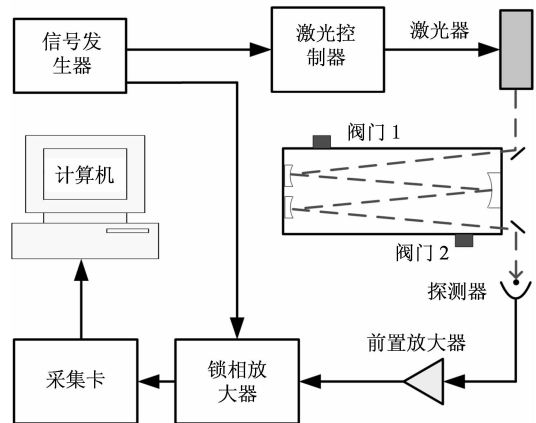 信号发
生器
激光控
制器
激光器
阀门 1
计算机
阀门 2
探测器
前置放大器
采集卡
锁相放
大器